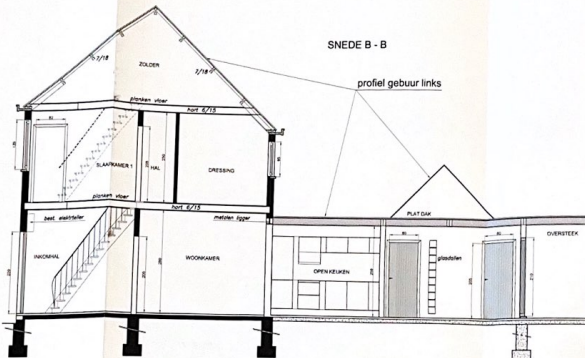 SNEDE B - B
profiel gebuur links
ZOLDER
7/18
7/18
planken vloer
hort 6/15
SLAAPKAMER 1
HAL
DRESSING
planken vloer
hort 6/15
best. elektrteller
metalen ligger
INKOMHAL
WOONKAMER
OPEN KEUKEN
PLAT DAK
glasdallen
OVERSTEEK